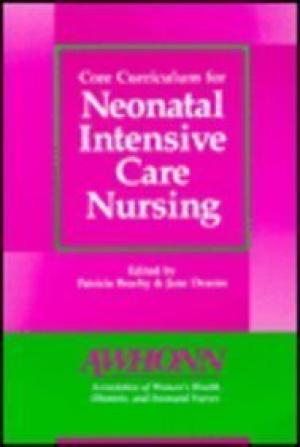 Core Curriculum for
Neonatal
Intensive
Care
Nursing
Edited by
Patricia Beachy & Jane Deacon
AWHONN
Association of Women's Health,
Obstetric, and Neonatal Nurses